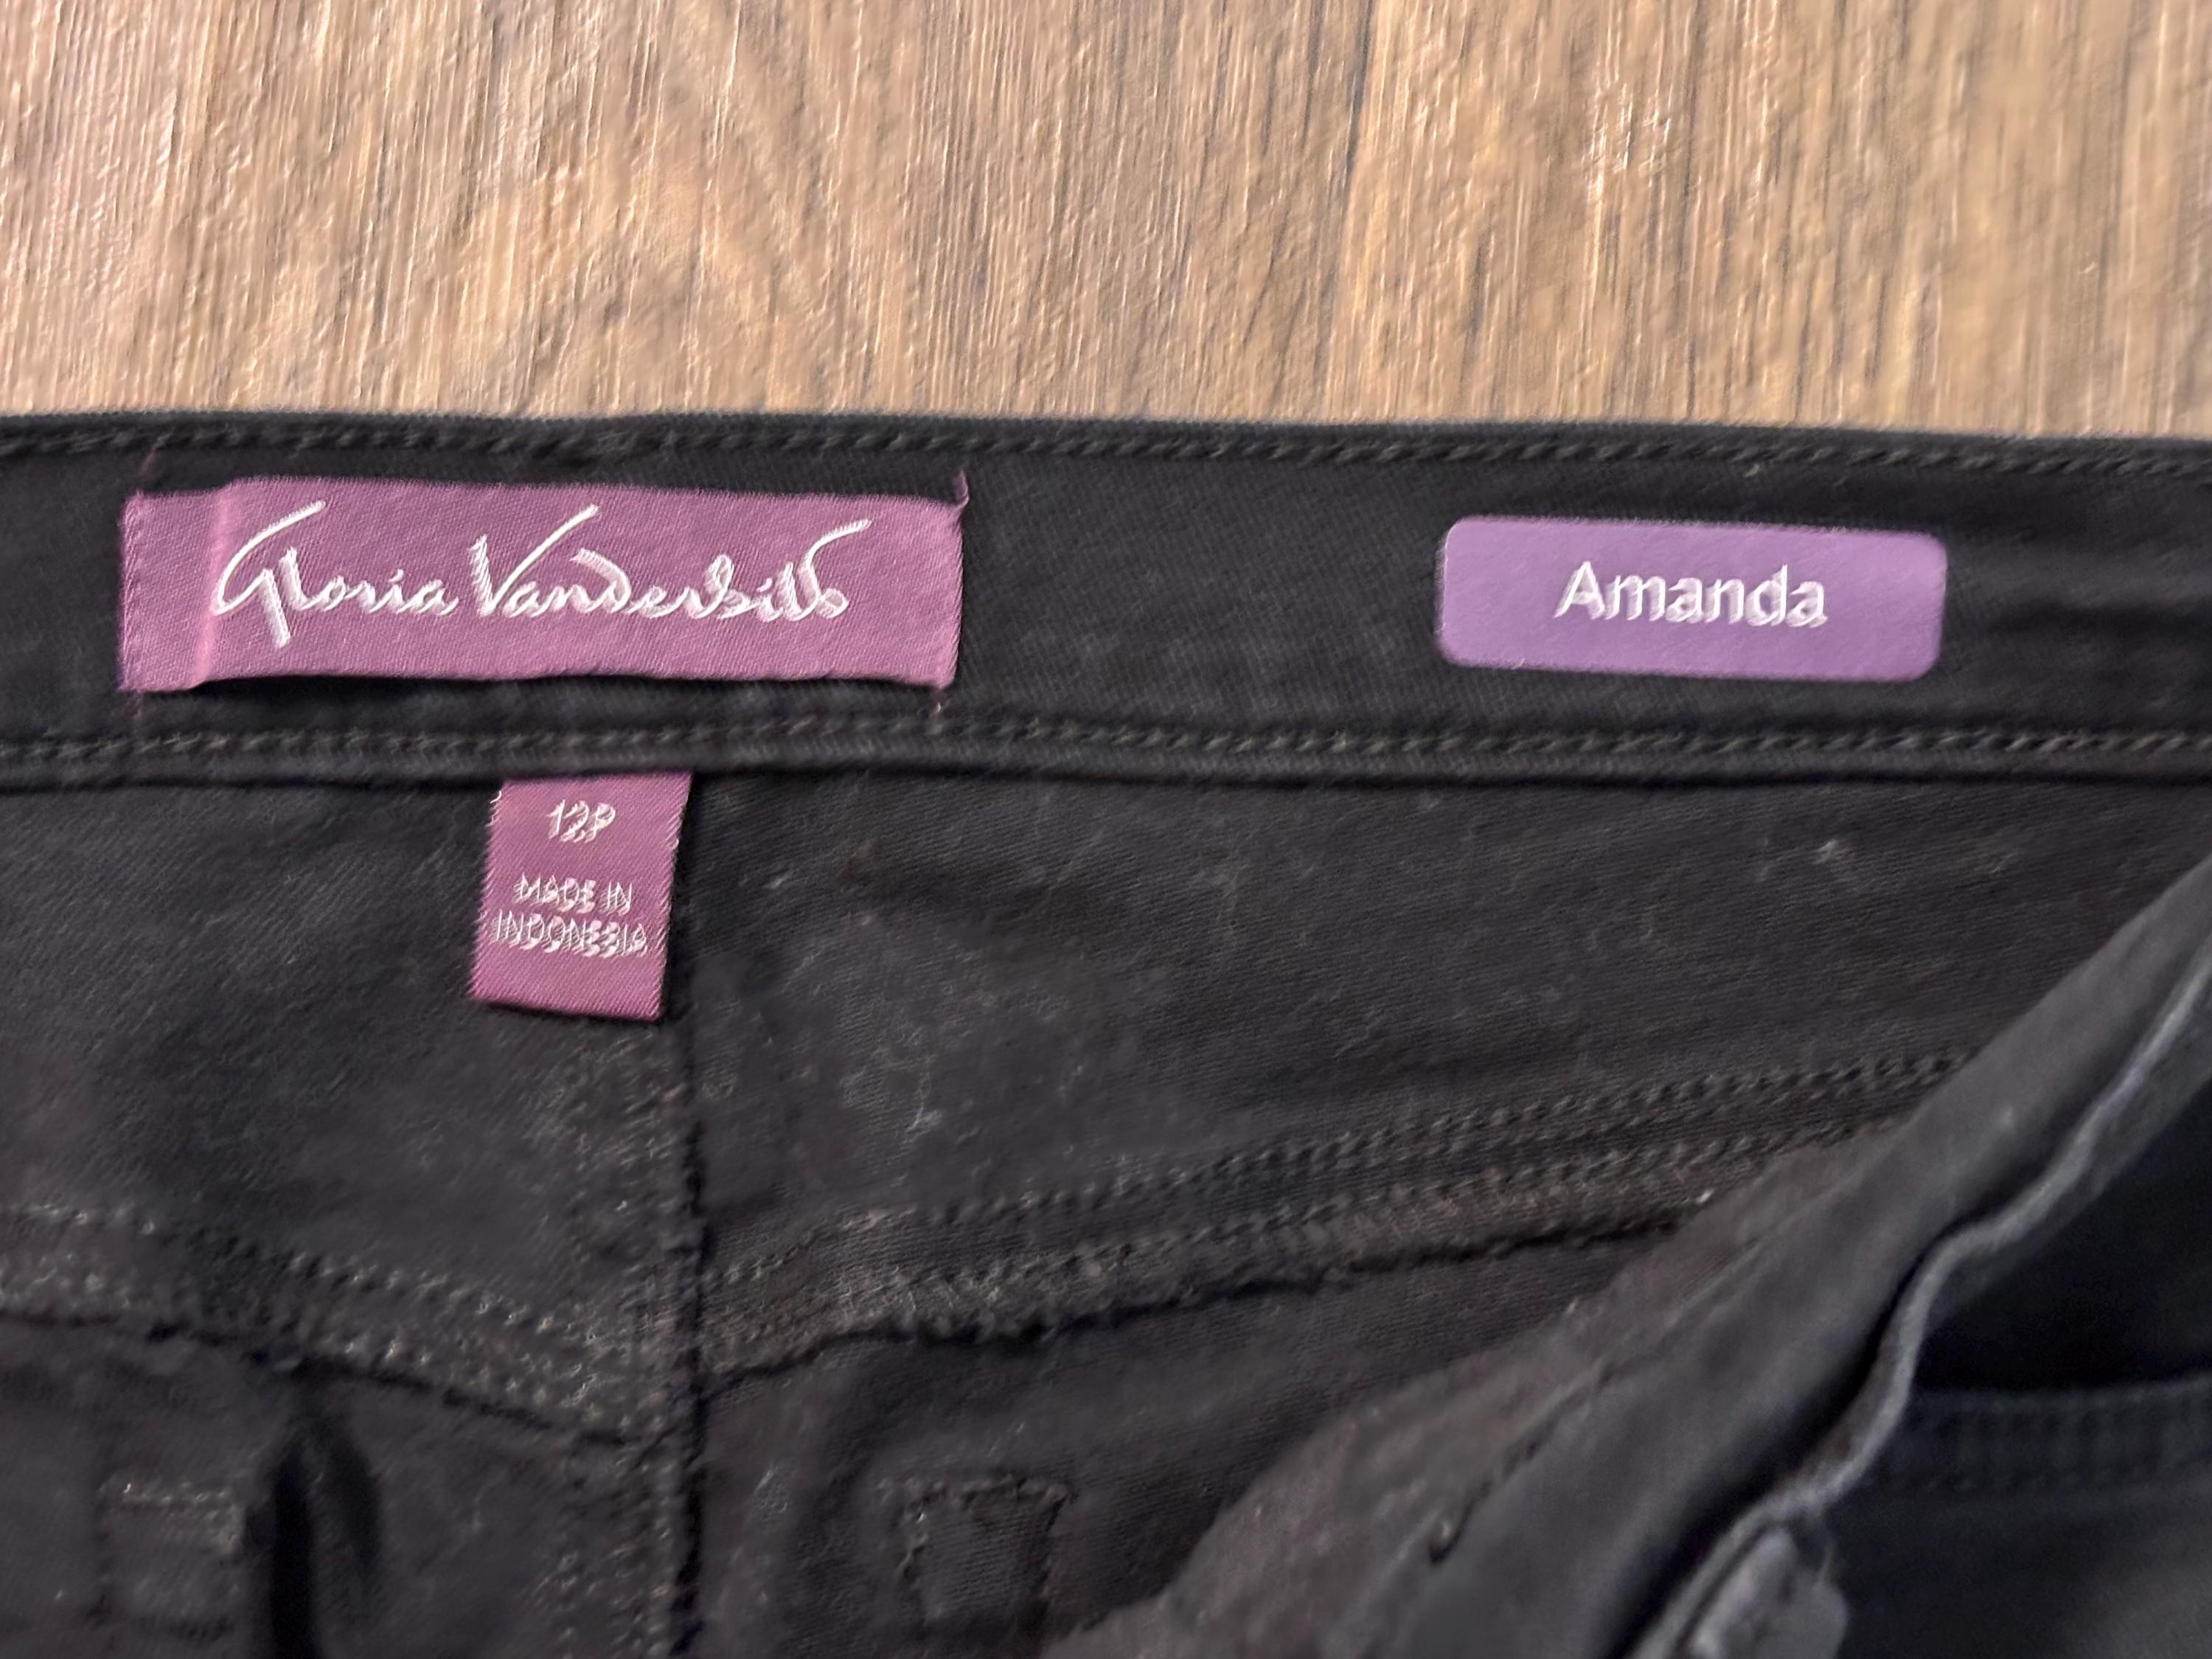 Gloria Vanderbilt
Amanda
12P
MADE IN
INDONESIA